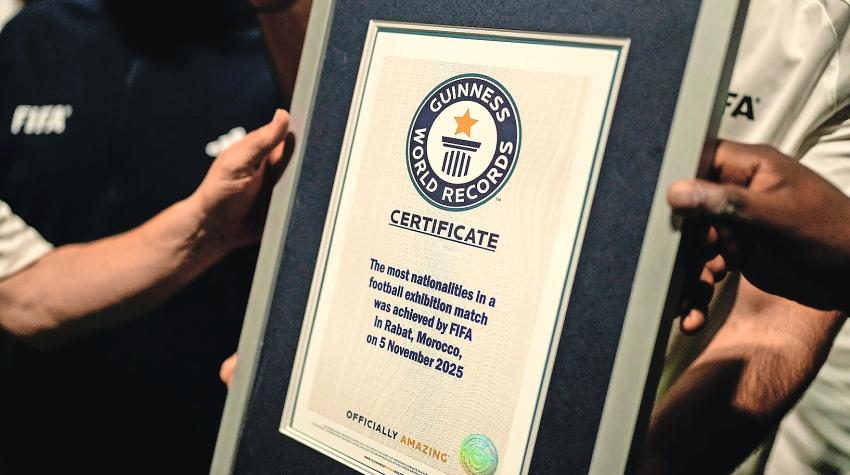 FIFA
FA
GUINNESS
WORLD RECORDS
CERTIFICATE
The most nationalities in a
football exhibition match
was achieved by FIFA
in Rabat, Morocco,
on 5 November 2025
OFFICIALLY AMAZING